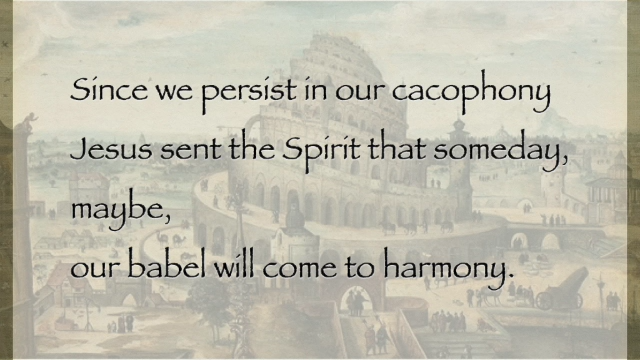 Since we persist in our cacophony
Jesus sent the Spirit that someday,
maybe,
our babel will come to harmony.